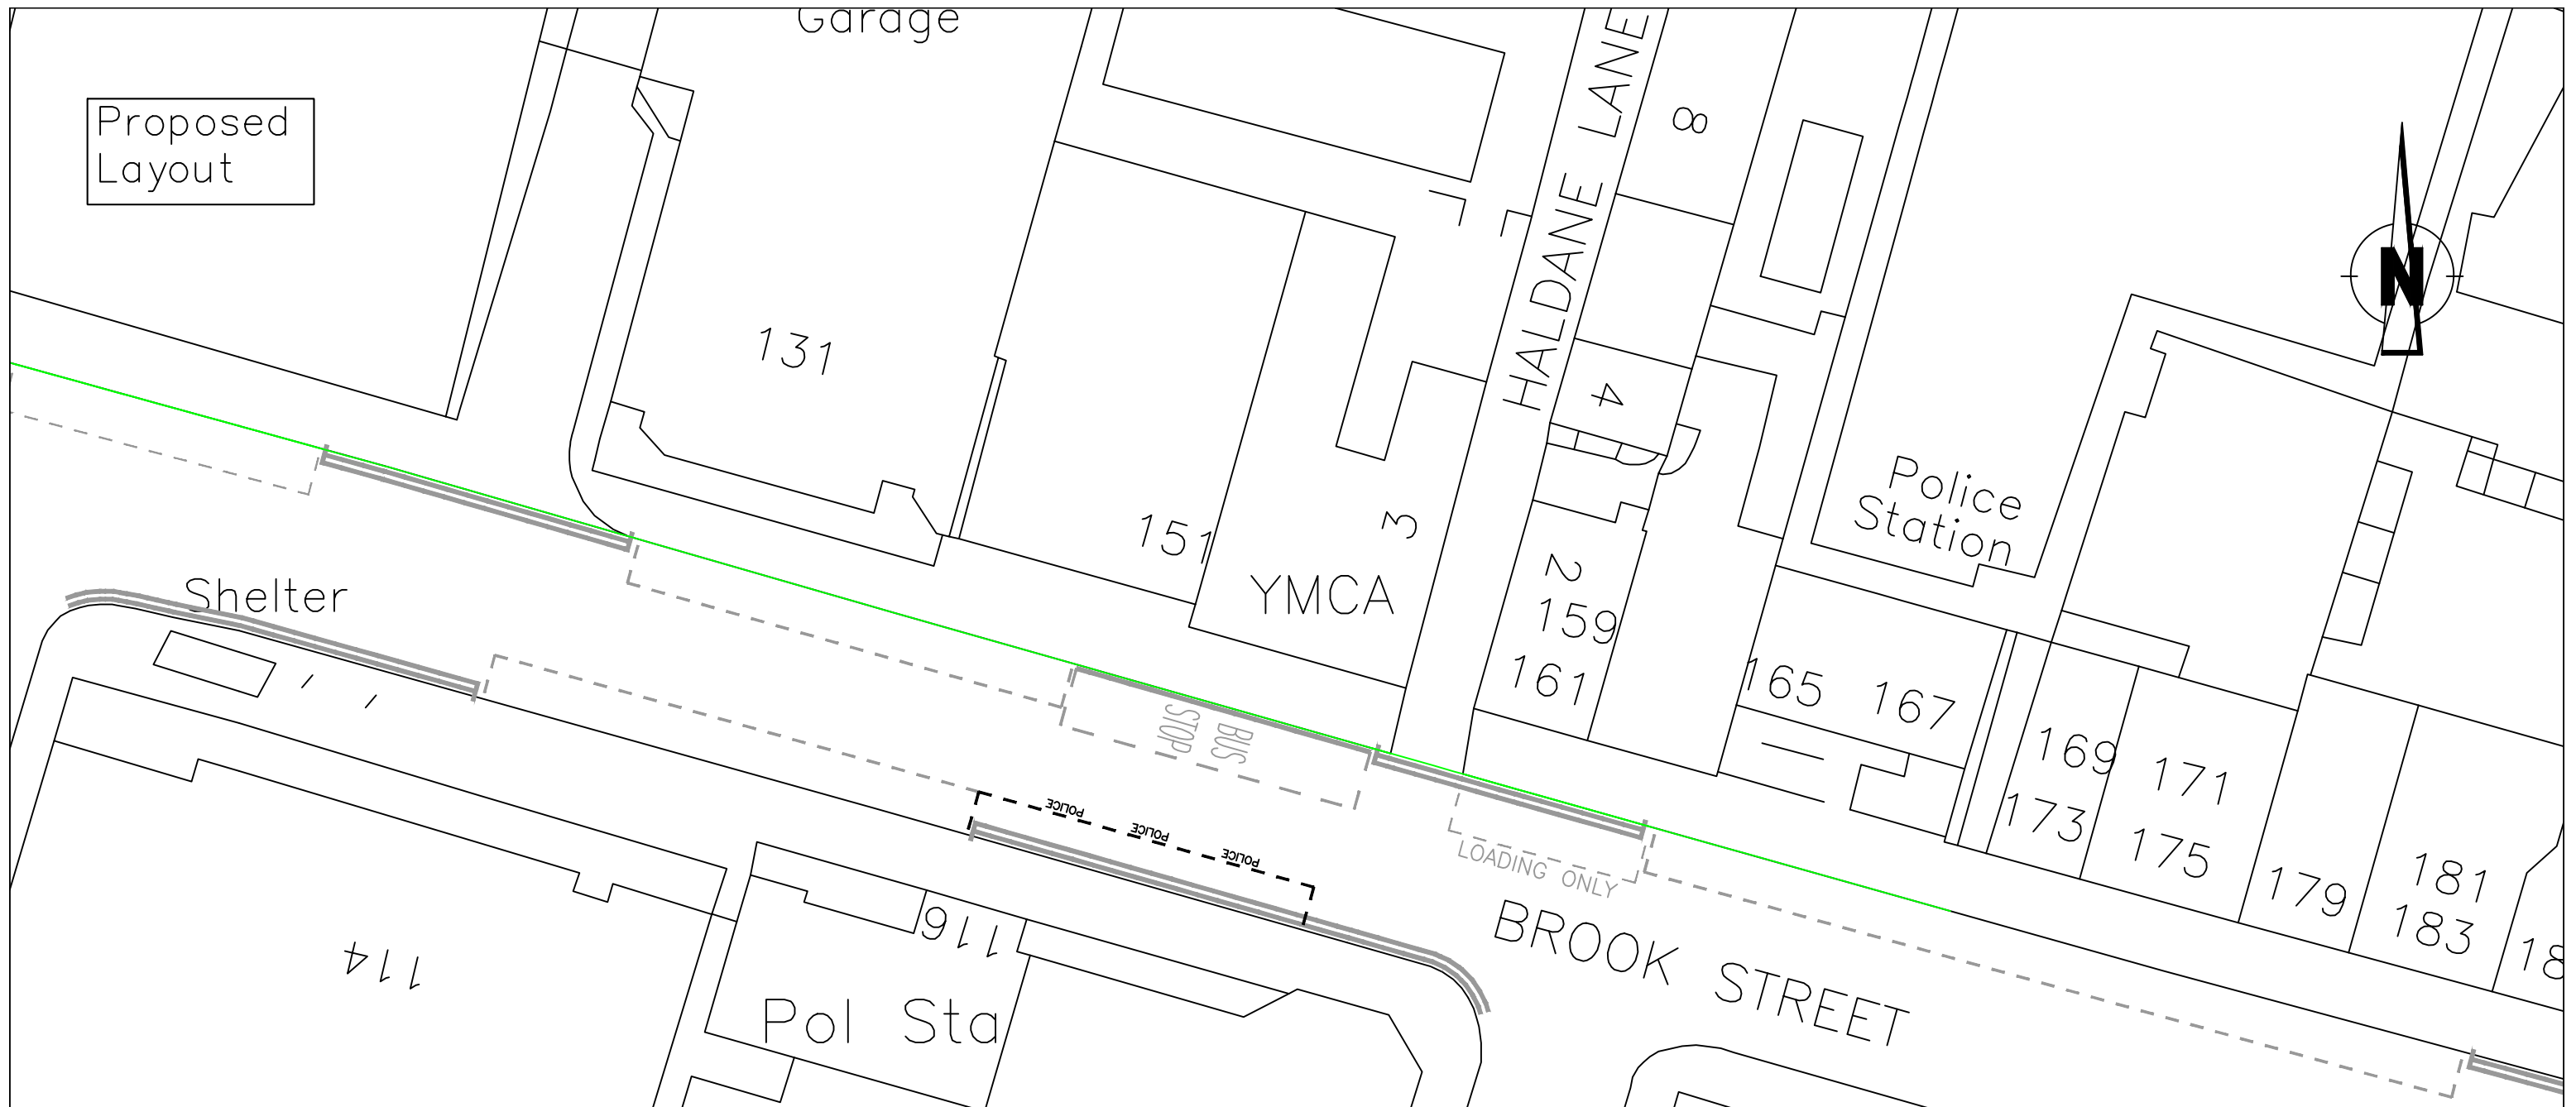 Garage
Proposed
Layout
HALDANE LANE
8
N
131
4
Police
Station
151
3
2
YMCA
159
161
Shelter
165
167
BUS
STOP
169
171
173
175
179
181
183
18
POLICE
POLICE
POLICE
LOADING ONLY
BROOK STREET
116
114
Pol Sta